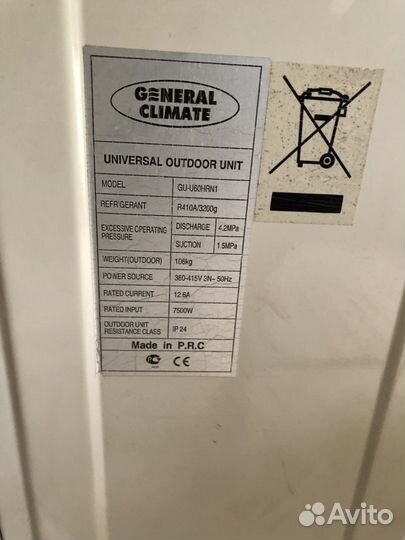 GENERAL
CLIMATE
UNIVERSAL OUTDOOR UNIT
MODEL GU-U60HRN1
REFRIGERANT R410A/3200g
EXCESSIVE OPERATING PRESSURE DISCHARGE 4.2MPa
SUCTION 1.5MPa
WEIGHT(OUTDOOR) 106kg
POWER SOURCE 380-415V 3N~ 50Hz
RATED CURRENT 12.6A
RATED INPUT 7500W
OUTDOOR UNIT RESISTANCE CLASS IP 24
Made in P.R.C
CE
Avito